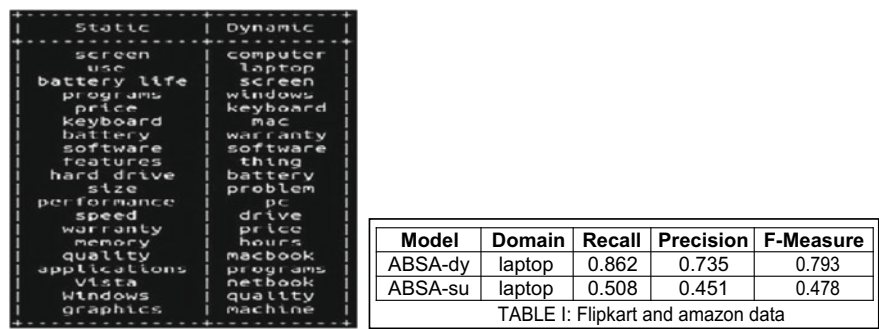 Static | Dynamic
screen | computer
use | laptop
battery life | screen
programs | windows
price | keyboard
keyboard | mac
battery | warranty
software | software
features | thing
hard drive | battery
size | problem
performance | pc
speed | drive
warranty | price
memory | hours
quality | macbook
applications | programs
Vista | netbook
Windows | quality
graphics | machine
Model | Domain | Recall | Precision | F-Measure
ABSA-dy | laptop | 0.862 | 0.735 | 0.793
ABSA-su | laptop | 0.508 | 0.451 | 0.478
TABLE I: Flipkart and amazon data